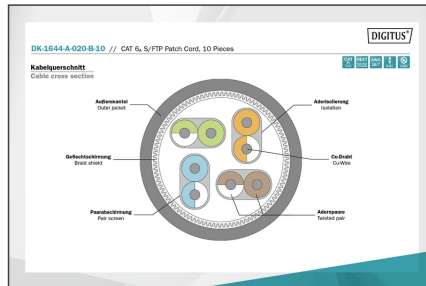 DIGITUS®
DK-1644-A-020-B-10 // CAT 6A S/FTP Patch Cord, 10 Pieces
Kabelquerschnitt
Cable cross section
Außenmantel
Outer jacket
Aderisolierung
Isolation
Geflechtschirmung
Braid shield
Cu-Draht
Cu-Wire
Paarabschirmung
Pair screen
Adernpaare
Twisted pair